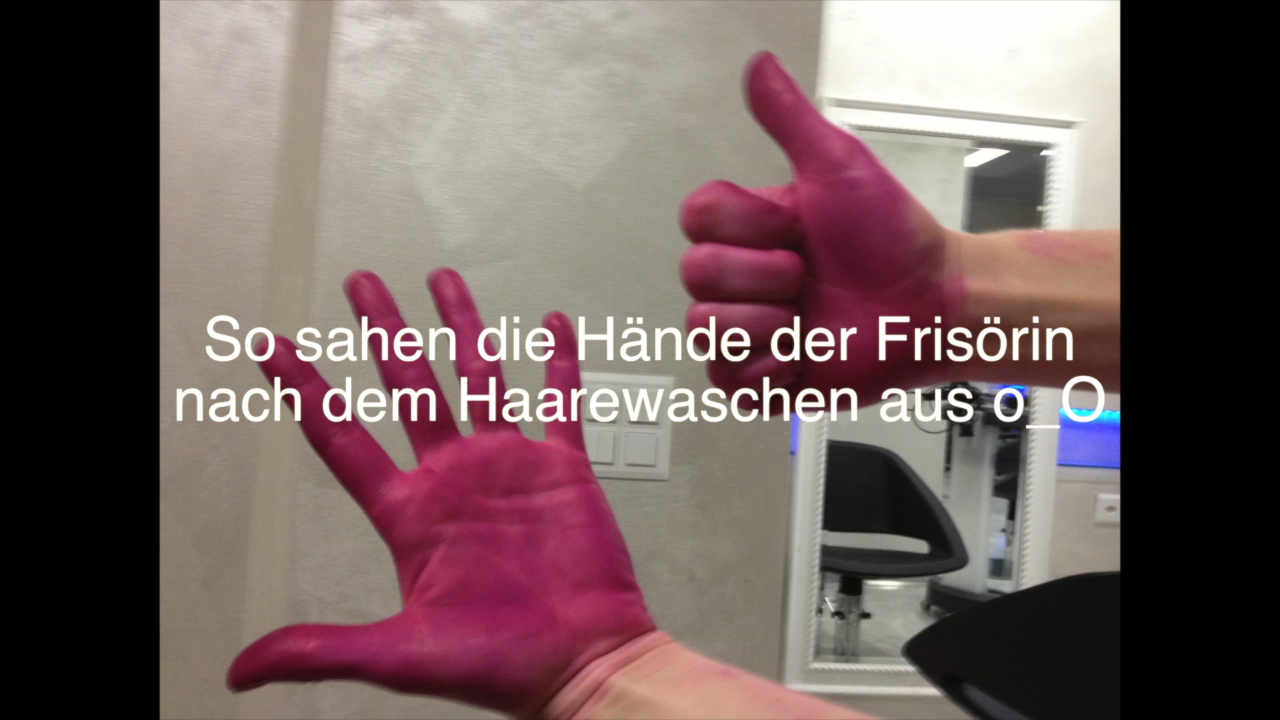 So sahen die Hände der Frisörin
nach dem Haarewaschen aus o_O